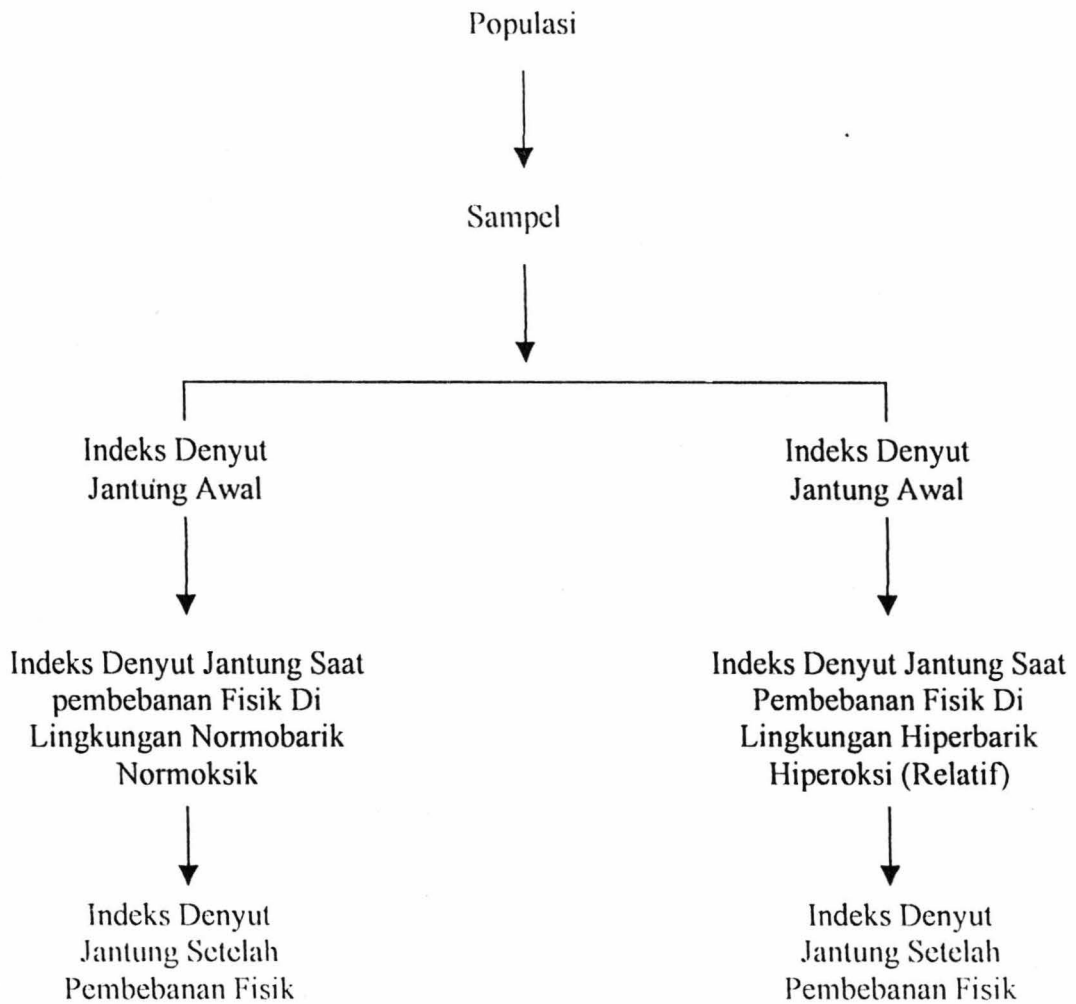 Populasi
Sampel
Indeks Denyut
Jantung Awal
Indeks Denyut
Jantung Awal
Indeks Denyut Jantung Saat
pembebanan Fisik Di
Lingkungan Normobarik
Normoksik
Indeks Denyut Jantung Saat
Pembebanan Fisik Di
Lingkungan Hiperbarik
Hiperoksi (Relatif)
Indeks Denyut
Jantung Setelah
Pembebanan Fisik
Indeks Denyut
Jantung Setelah
Pembebanan Fisik